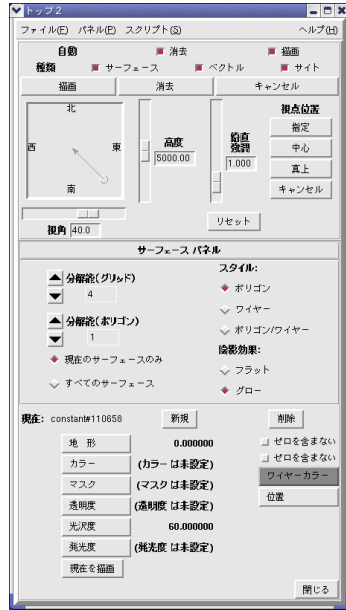 トップ2
ファイル(F) パネル(P) スクリプト(S) ヘルプ(H)
自動 消去 描画
種類 サーフェース ベクトル サイト
描画 消去 キャンセル
北
西 東
南
高度
5000.00
鉛直
強調
1.000
視点位置
指定
中心
真上
キャンセル
リセット
視角 40.0
サーフェース パネル
分解能(グリッド)
4
分解能(ポリゴン)
1
現在のサーフェースのみ
すべてのサーフェース
スタイル:
ポリゴン
ワイヤー
ポリゴン/ワイヤー
陰影効果:
フラット
グロー
現在: constant#110658 新規 削除
地 形 0.000000 ゼロを含まない
カラー (カラー は未設定) ゼロを含まない
マスク (マスク は未設定) ワイヤーカラー
透明度 (透明度 は未設定) 位置
光沢度 60.000000
発光度 (発光度 は未設定)
現在を描画
閉じる